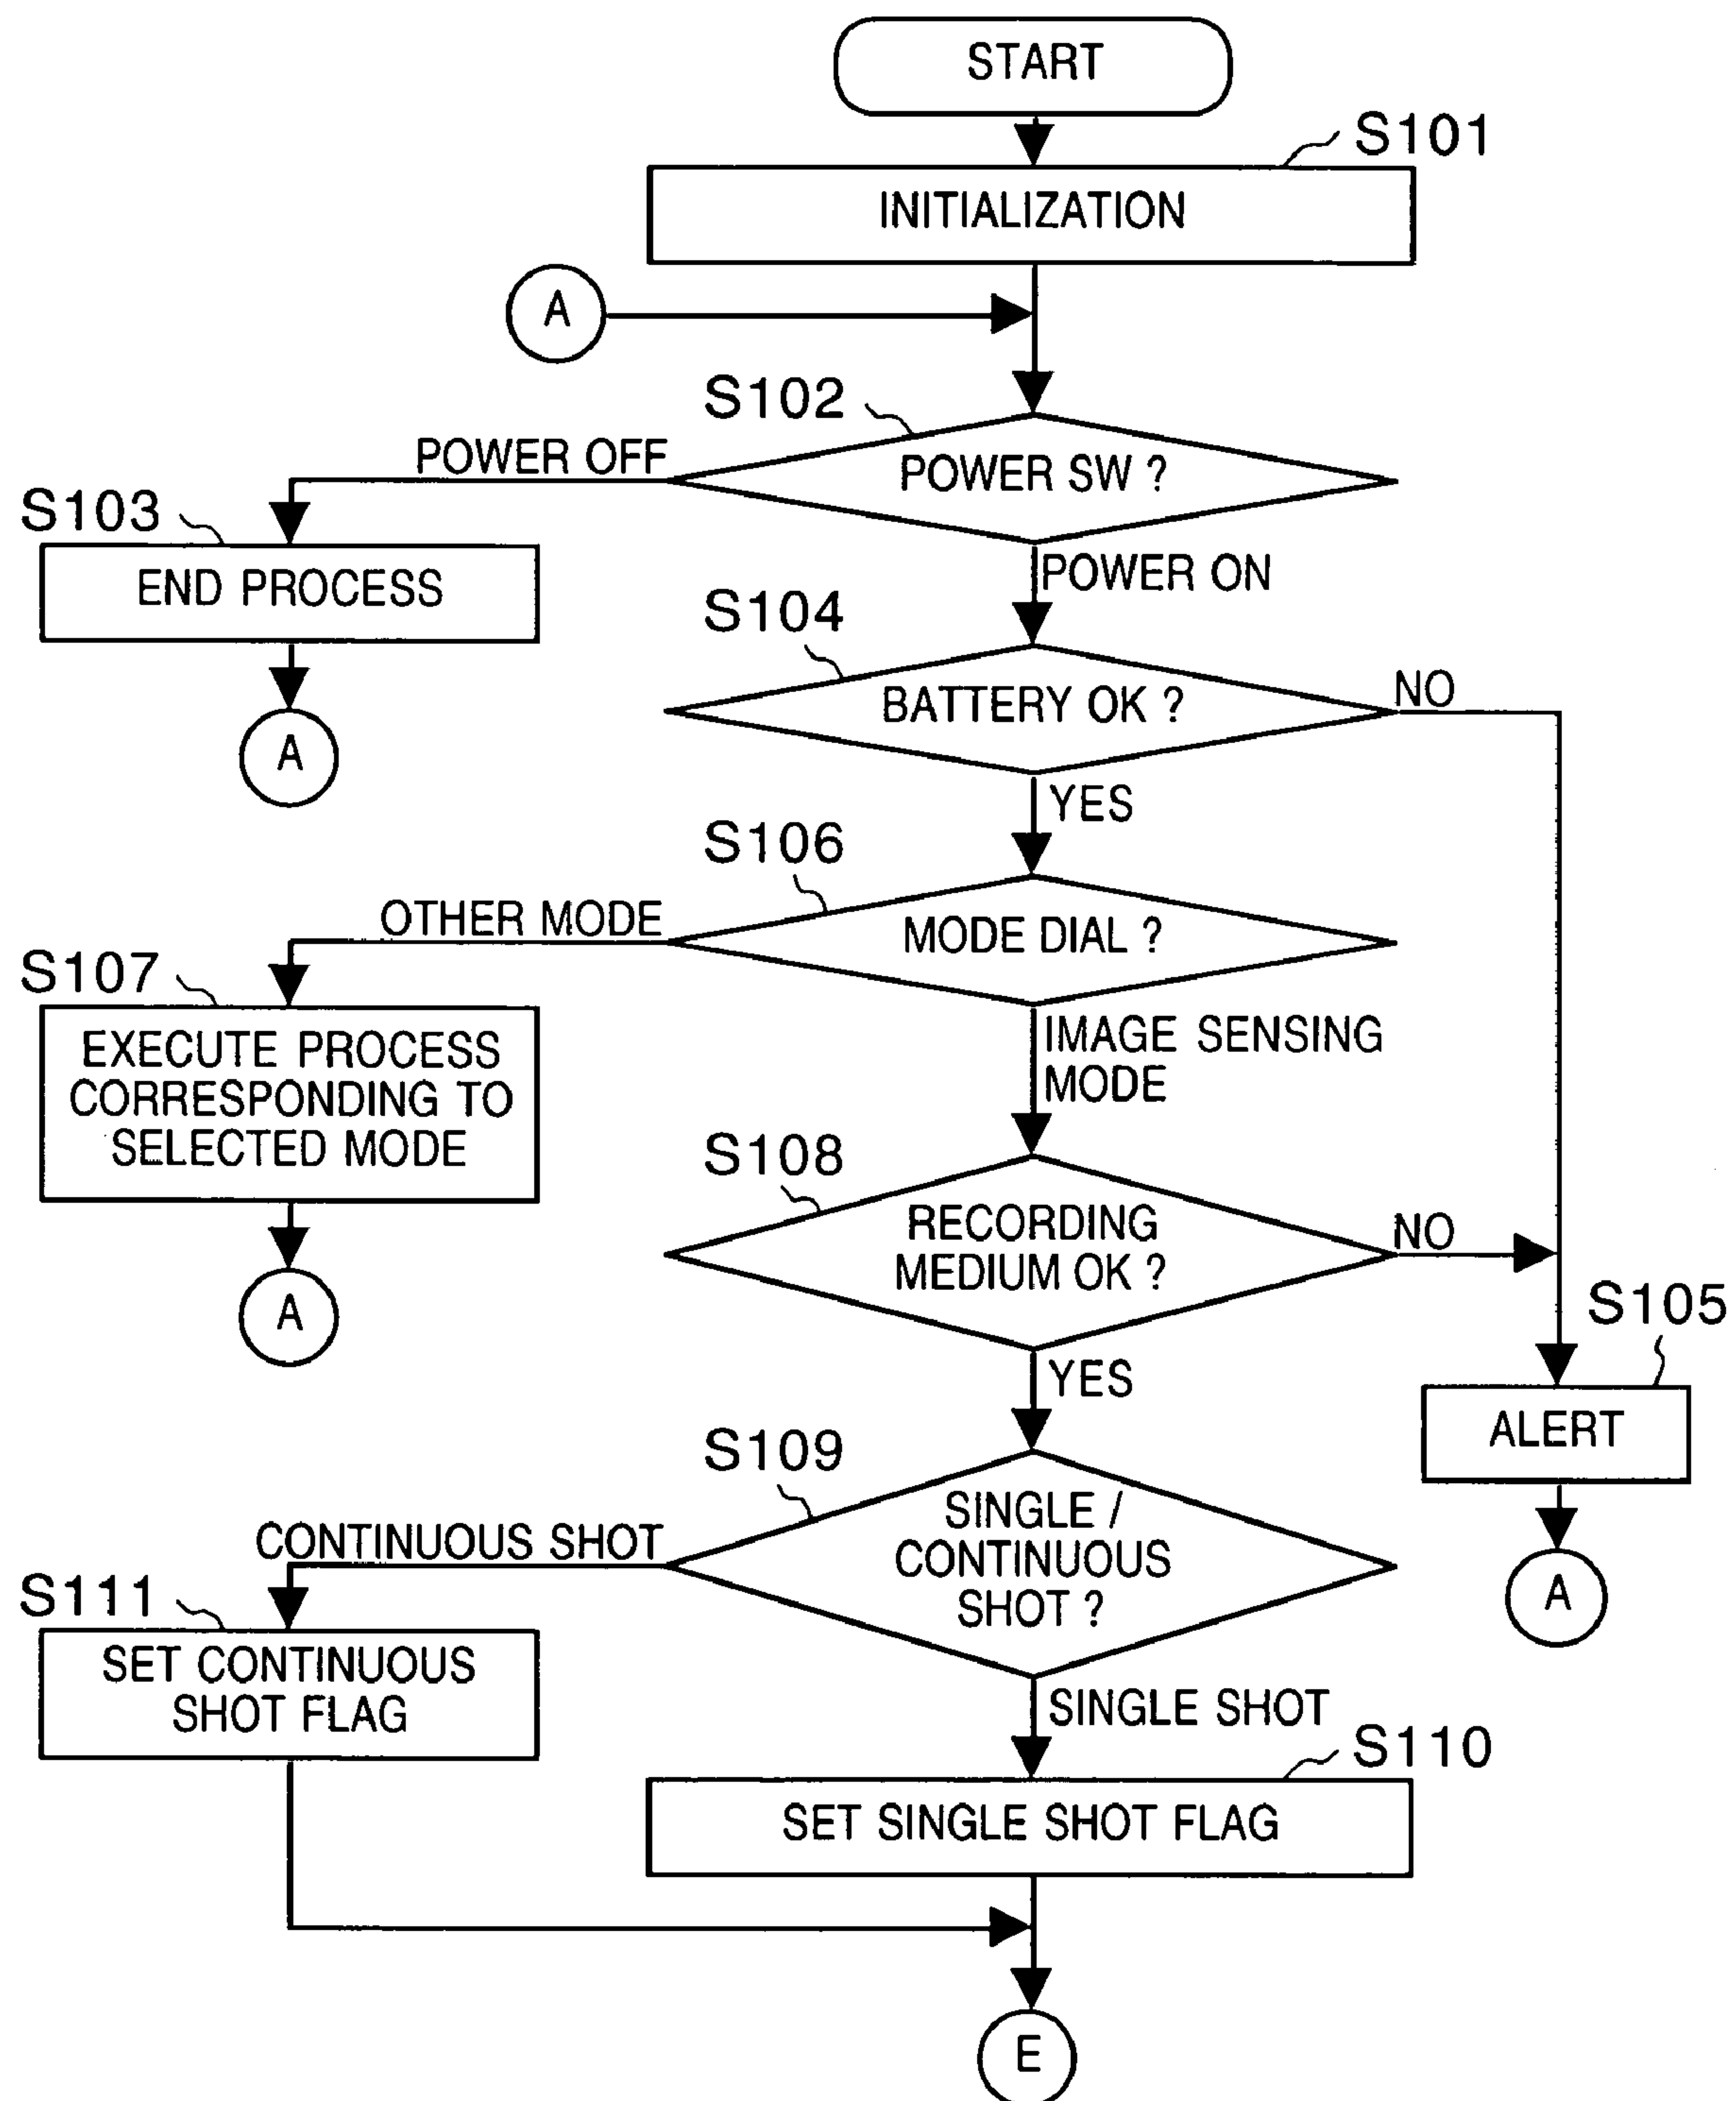 START
S101
INITIALIZATION
A
S102
POWER OFF
POWER SW ?
S103
END PROCESS
POWER ON
A
S104
BATTERY OK ?
NO
YES
S106
OTHER MODE
MODE DIAL ?
S107
EXECUTE PROCESS
CORRESPONDING TO
SELECTED MODE
IMAGE SENSING
MODE
A
S108
RECORDING
MEDIUM OK ?
NO
S105
YES
ALERT
A
S109
SINGLE /
CONTINUOUS
SHOT ?
CONTINUOUS SHOT
S111
SET CONTINUOUS
SHOT FLAG
SINGLE SHOT
S110
SET SINGLE SHOT FLAG
E